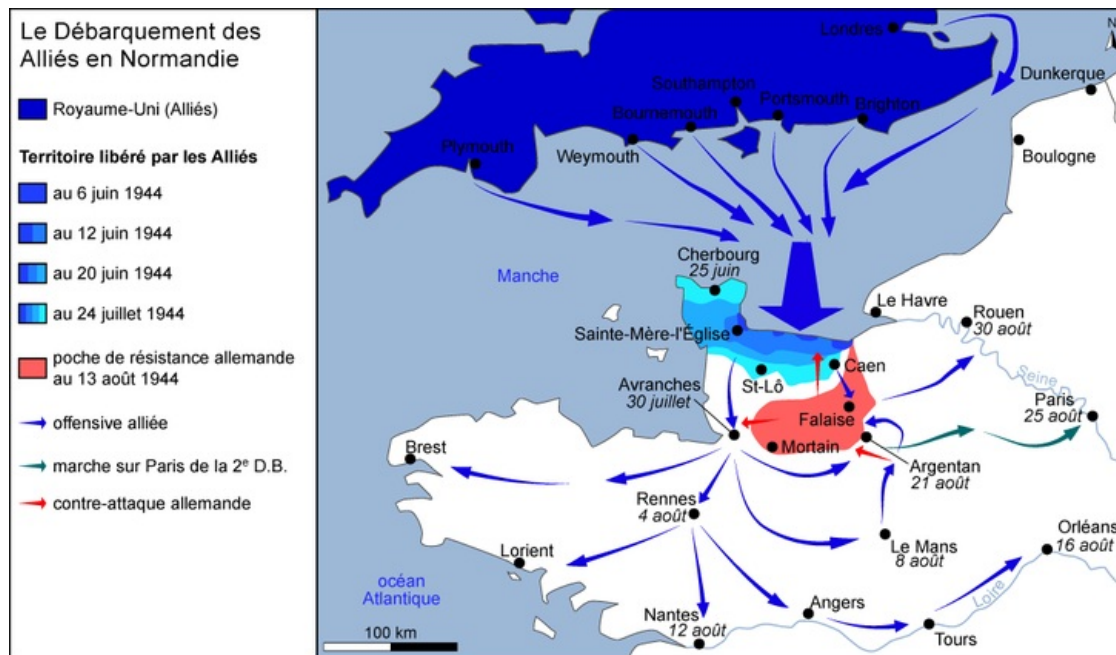 Le Débarquement des
Alliés en Normandie
Royaume-Uni (Alliés)
Territoire libéré par les Alliés
au 6 juin 1944
au 12 juin 1944
au 20 juin 1944
au 24 juillet 1944
poche de résistance allemande
au 13 août 1944
offensive alliée
marche sur Paris de la 2e D.B.
contre-attaque allemande
Londres
N
Dunkerque
Southampton
Portsmouth
Bournemouth
Brighton
Plymouth
Weymouth
Boulogne
Manche
Cherbourg
25 juin
Le Havre
Rouen
30 août
Sainte-Mère-l'Église
Caen
St-Lô
Seine
Avranches
30 juillet
Paris
25 août
Falaise
Mortain
Argentan
21 août
Brest
Rennes
4 août
Le Mans
8 août
Orléans
16 août
Lorient
océan
Atlantique
Angers
Loire
Nantes
12 août
Tours
100 km